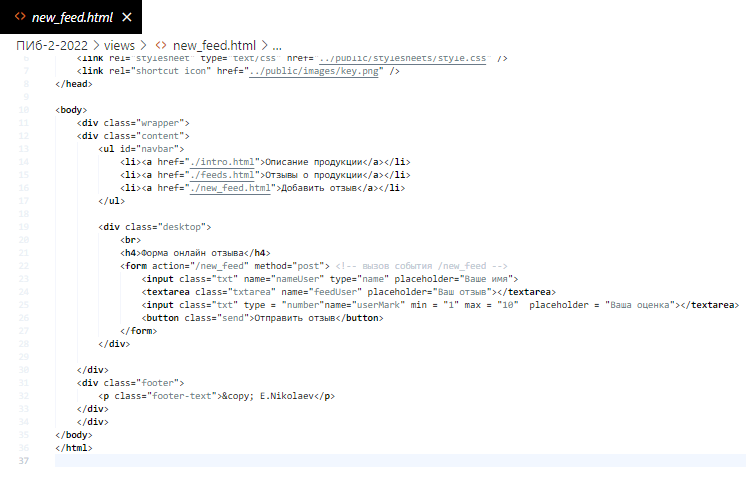 new_feed.html
ПИб-2-2022 > views > new_feed.html > ...
6 <link rel="stylesheet" type="text/css" href="../public/stylesheets/style.css" />
7 <link rel="shortcut icon" href="../public/images/key.png" />
8 </head>
9
10 <body>
11 <div class="wrapper">
12 <div class="content">
13 <ul id="navbar">
14 <li><a href="./intro.html">Описание продукции</a></li>
15 <li><a href="./feeds.html">Отзывы о продукции</a></li>
16 <li><a href="./new_feed.html">Добавить отзыв</a></li>
17 </ul>
18
19 <div class="desktop">
20 <br>
21 <h4>Форма онлайн отзыва</h4>
22 <form action="/new_feed" method="post"> <!-- вызов события /new_feed -->
23 <input class="txt" name="nameUser" type="name" placeholder="Ваше имя">
24 <textarea class="txtarea" name="feedUser" placeholder="Ваш отзыв"></textarea>
25 <input class="txt" type = "number"name="userMark" min = "1" max = "10"  placeholder = "Ваша оценка"></textarea>
26 <button class="send">Отправить отзыв</button>
27 </form>
28 </div>
29
30 </div>
31 <div class="footer">
32 <p class="footer-text">&copy; E.Nikolaev</p>
33 </div>
34 </div>
35 </body>
36 </html>
37